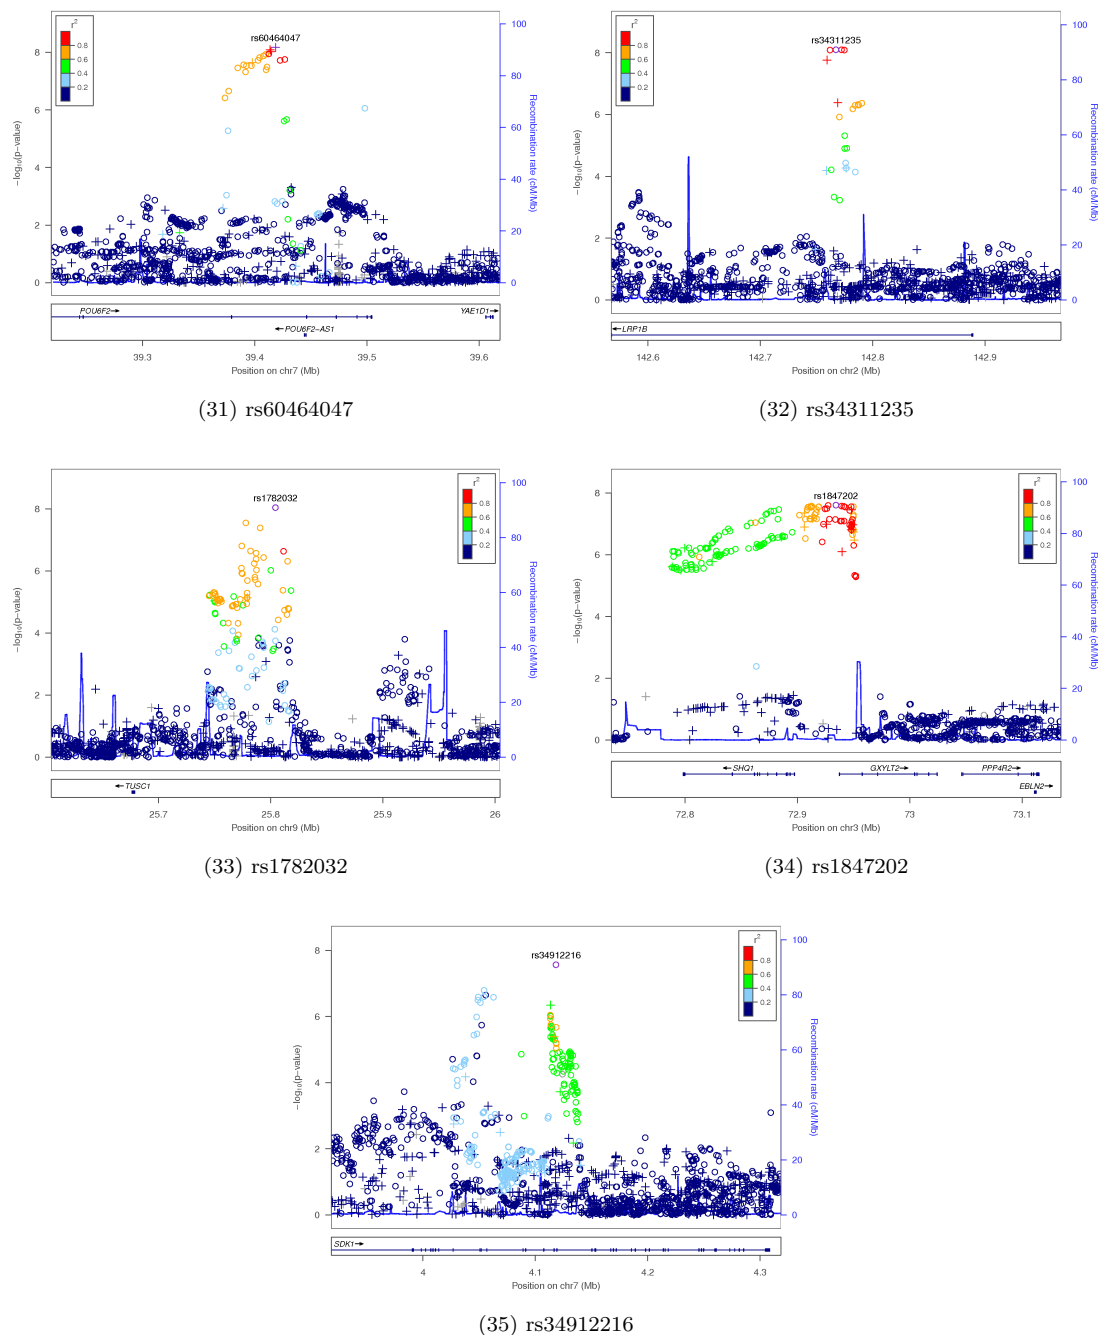 r²
0.8
0.6
0.4
0.2
rs60464047
8
6
4
2
0
−log₁₀(p−value)
100
80
60
40
20
0
Recombination rate (cM/Mb)
POU6F2→
YAE1D1→
←POU6F2−AS1
39.3 39.4 39.5 39.6
Position on chr7 (Mb)
(31) rs60464047
r²
0.8
0.6
0.4
0.2
rs34311235
8
6
4
2
0
−log₁₀(p−value)
100
80
60
40
20
0
Recombination rate (cM/Mb)
←LRP1B
142.6 142.7 142.8 142.9
Position on chr2 (Mb)
(32) rs34311235
r²
0.8
0.6
0.4
0.2
rs1782032
8
6
4
2
0
−log₁₀(p−value)
100
80
60
40
20
0
Recombination rate (cM/Mb)
←TUSC1
25.7 25.8 25.9 26
Position on chr9 (Mb)
(33) rs1782032
r²
0.8
0.6
0.4
0.2
rs1847202
8
6
4
2
0
−log₁₀(p−value)
100
80
60
40
20
0
Recombination rate (cM/Mb)
←SHQ1 GXYLT2→ PPP4R2→
EBLN2→
72.8 72.9 73 73.1
Position on chr3 (Mb)
(34) rs1847202
r²
0.8
0.6
0.4
0.2
rs34912216
8
6
4
2
0
−log₁₀(p−value)
100
80
60
40
20
0
Recombination rate (cM/Mb)
SDK1→
4 4.1 4.2 4.3
Position on chr7 (Mb)
(35) rs34912216